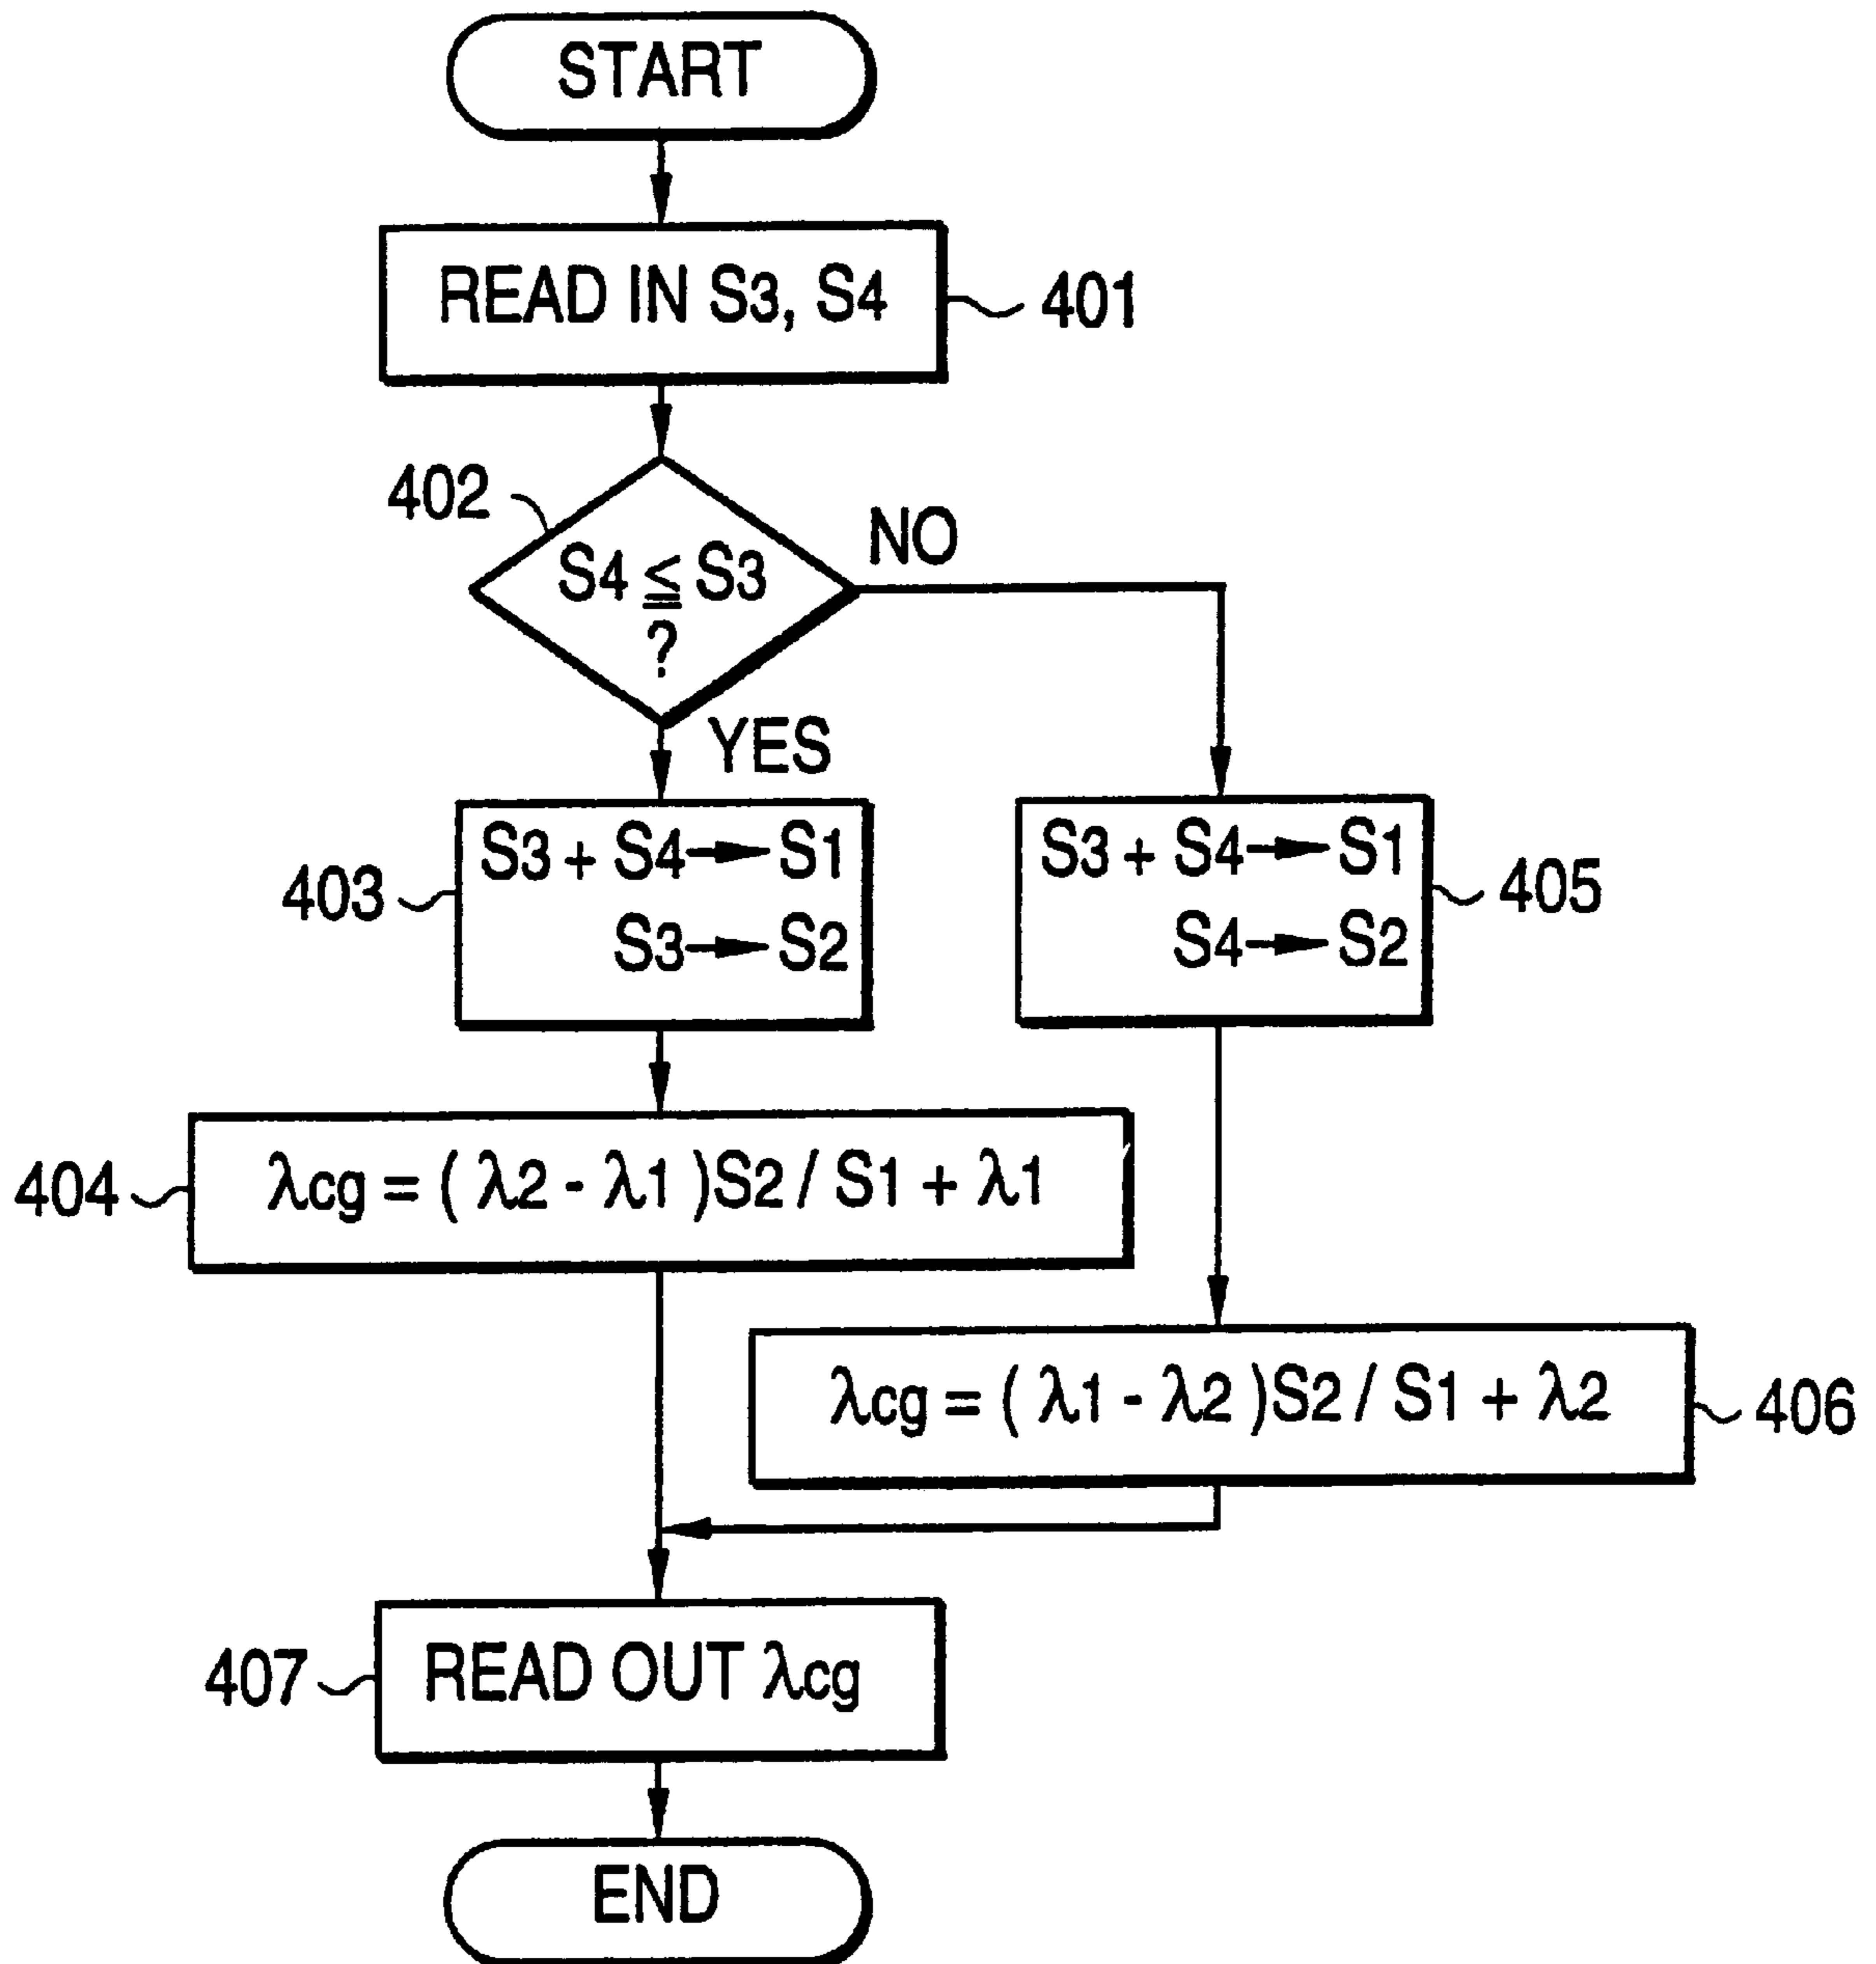 START
READ IN S3, S4
401
402
S4 ≦ S3
?
NO
YES
S3 + S4 → S1
S3 → S2
403
S3 + S4 → S1
S4 → S2
405
404
λcg = ( λ2 - λ1 )S2 / S1 + λ1
λcg = ( λ1 - λ2 )S2 / S1 + λ2
406
407
READ OUT λcg
END